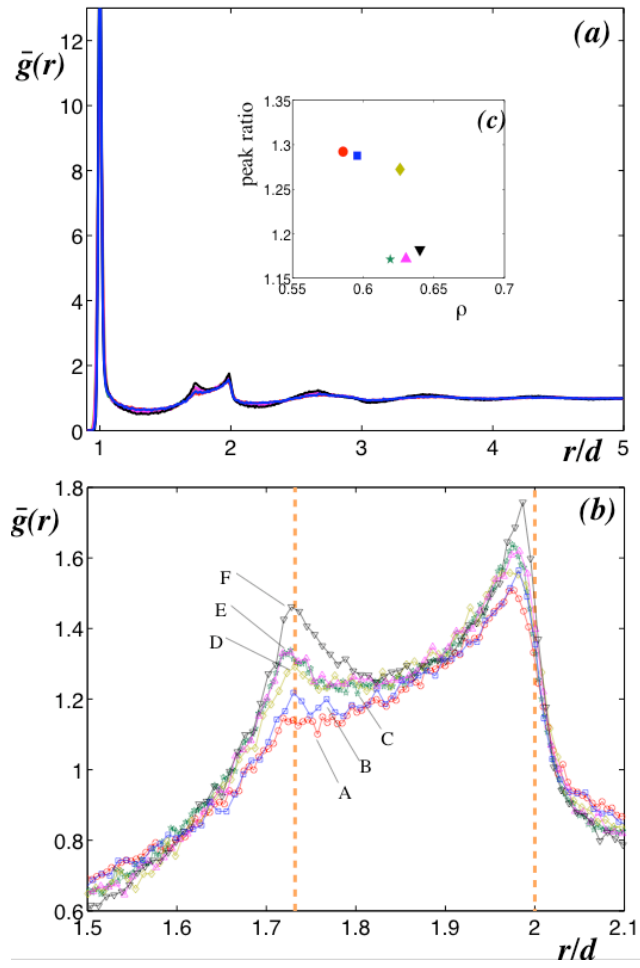 (a)
ḡ(r)
12
10
8
6
4
2
0
1 2 3 4 5
r/d
(c)
peak ratio
1.35
1.3
1.25
1.2
1.15
0.55 0.6 0.65 0.7
ρ
(b)
ḡ(r)
1.8
1.6
1.4
1.2
1
0.8
0.6
F
E
D
C
B
A
1.5 1.6 1.7 1.8 1.9 2 2.1
r/d